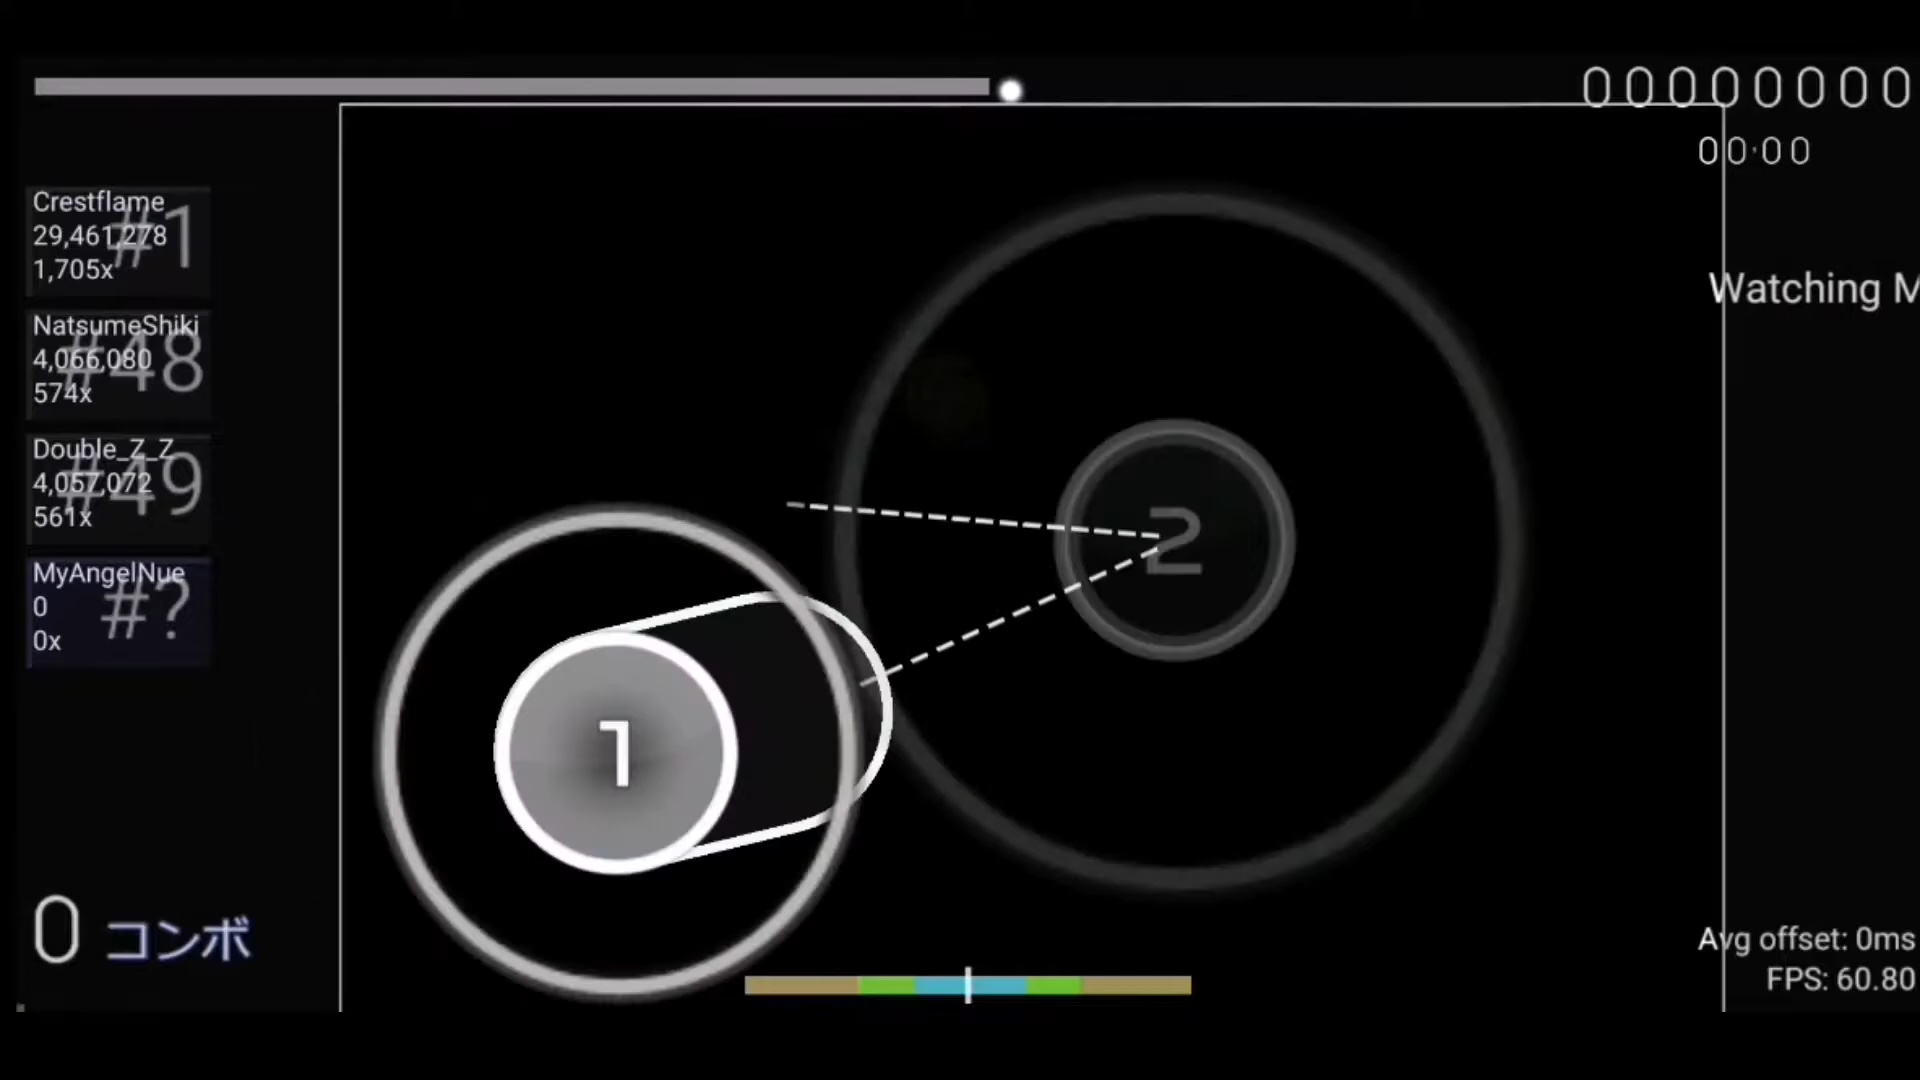 00000000
00:00
Crestflame
#1
29,461,278
1,705x
Watching M
NatsumeShiki
#48
4,066,080
574x
Double_Z_Z
#49
4,057,072
561x
MyAngelNue
#?
0
0x
2
1
0 コンボ
Avg offset: 0ms
FPS: 60.80